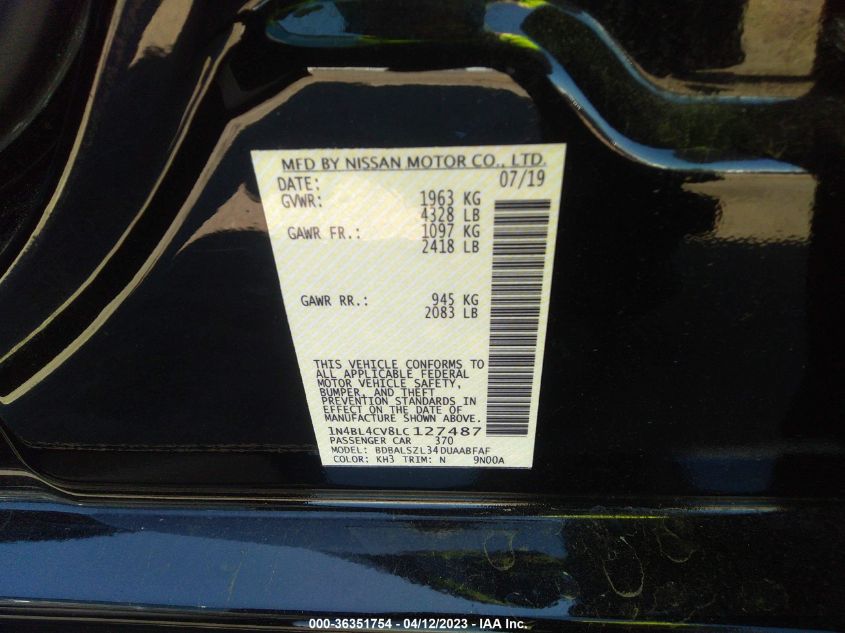 MFD BY NISSAN MOTOR CO., LTD.
DATE: 07/19
GVWR: 1963 KG
4328 LB
GAWR FR.: 1097 KG
2418 LB
GAWR RR.: 945 KG
2083 LB
THIS VEHICLE CONFORMS TO
ALL APPLICABLE FEDERAL
MOTOR VEHICLE SAFETY,
BUMPER, AND THEFT
PREVENTION STANDARDS IN
EFFECT ON THE DATE OF
MANUFACTURE SHOWN ABOVE.
1N4BL4CV8LC127487
PASSENGER CAR 370
MODEL: BDBALSZL34DUAABFAF
COLOR: KH3 TRIM: N 9N00A
000-36351754 - 04/12/2023 - IAA Inc.